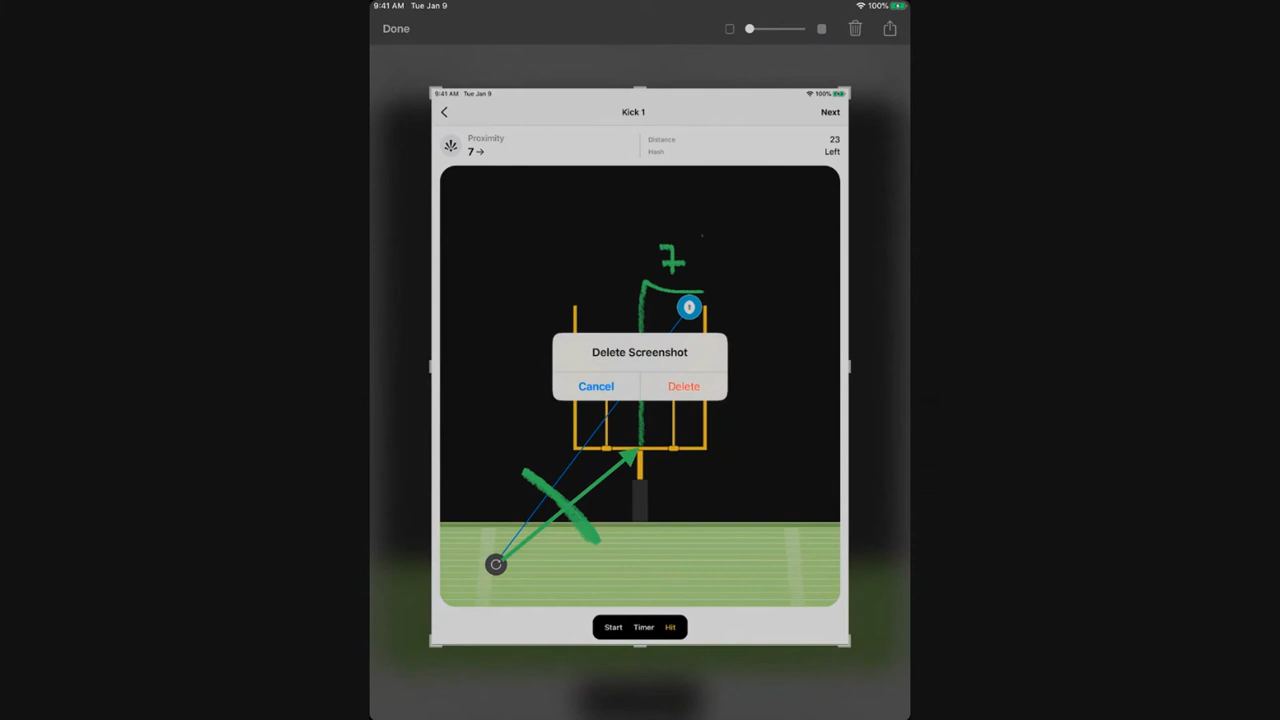 9:41 AM Tue Jan 9 100%
Done
9:41 AM Tue Jan 9 100%
Kick 1 Next
Proximity
7 →
Distance 23
Hash Left
7
Delete Screenshot
Cancel Delete
Start Timer Hit